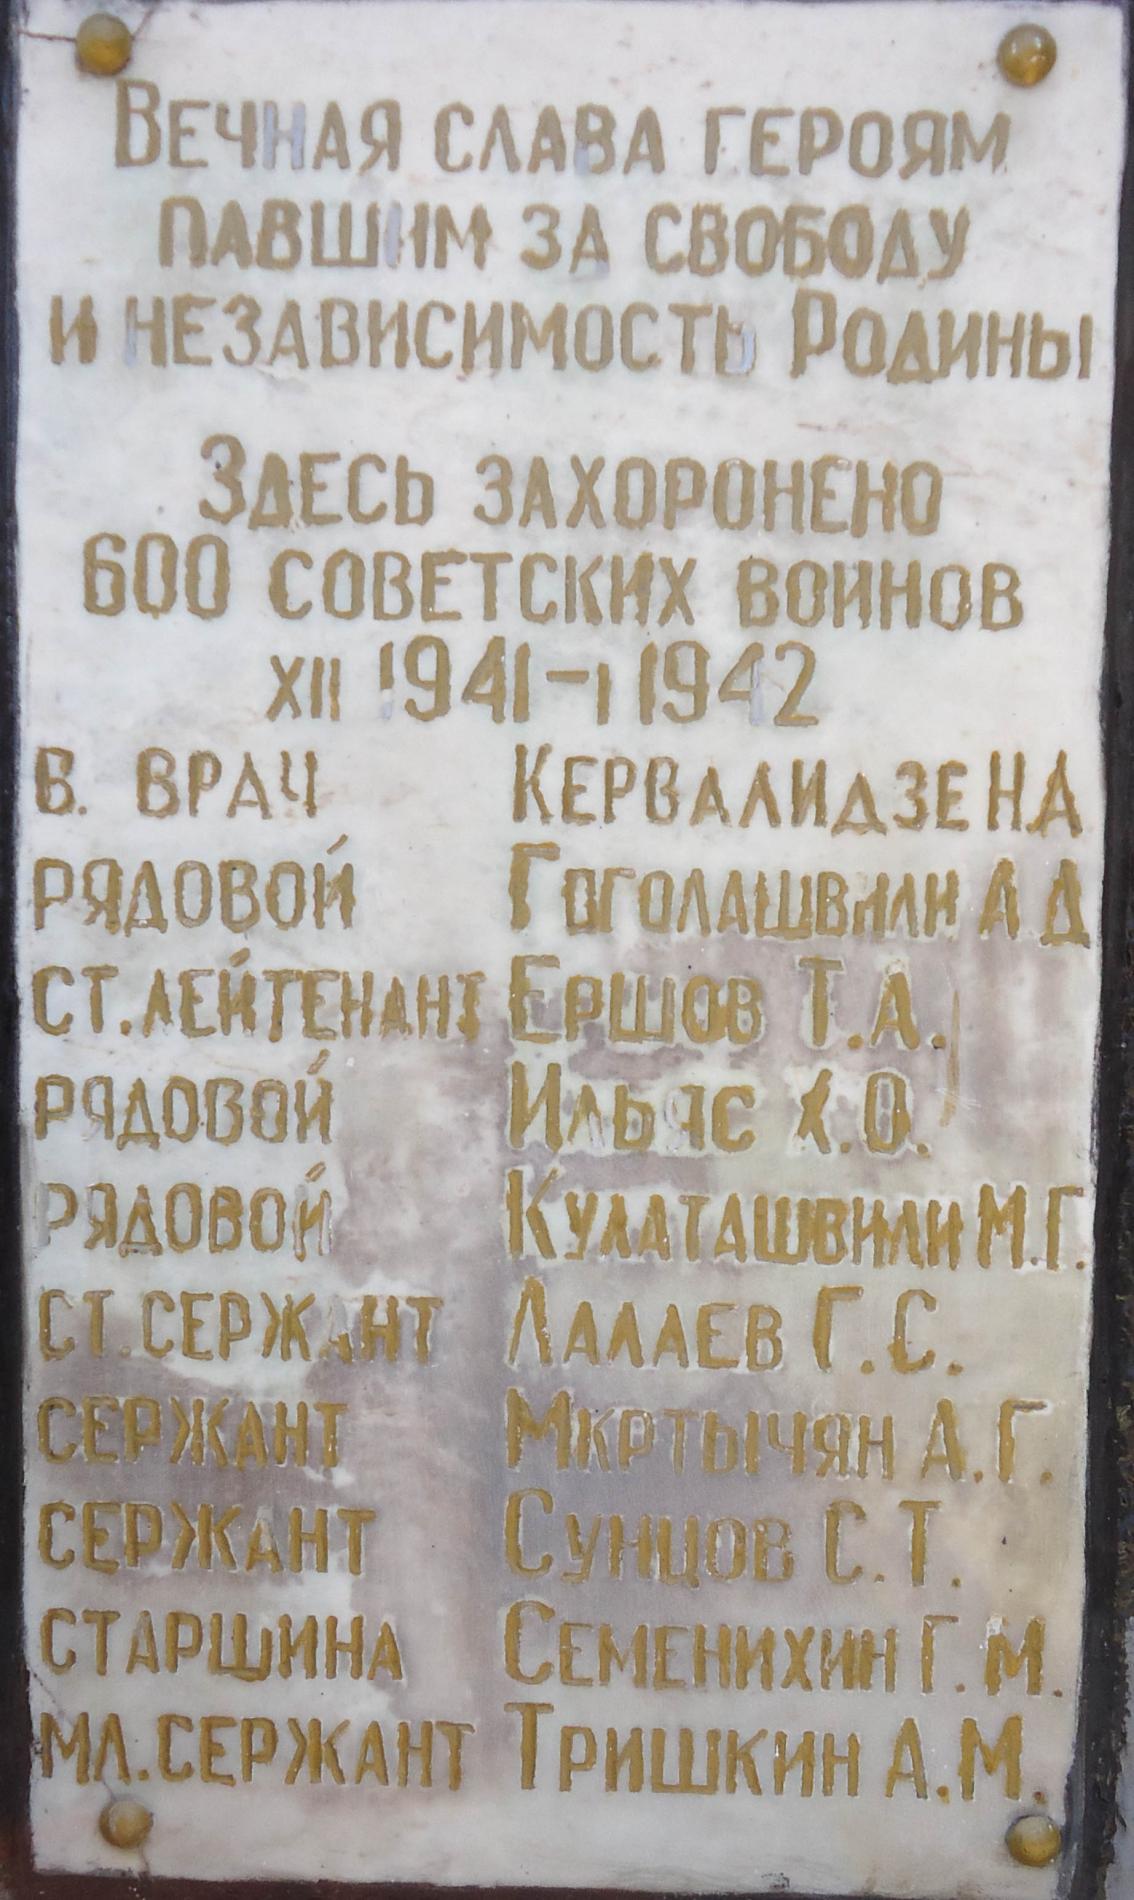 Вечная слава героям
павшим за свободу
и независимость Родины
Здесь захоронено
600 советских воинов
XII 1941-I 1942
В. ВРАЧ КЕРВАЛИДЗЕ Н.А
РЯДОВОЙ ГОГОЛАШВИЛИ А Д
СТ.ЛЕЙТЕНАНТ ЕРШОВ Т.А.
РЯДОВОЙ ИЛЬЯС Х.О.
РЯДОВОЙ КУЛАТАШВИЛИ М.Г.
СТ.СЕРЖАНТ ЛАЛАЕВ Г.С.
СЕРЖАНТ МКРТЫЧЯН А.Г.
СЕРЖАНТ СУНЦОВ С.Т.
СТАРШИНА СЕМЕНИХИН Г.М.
МЛ.СЕРЖАНТ ТРИШКИН А.М.